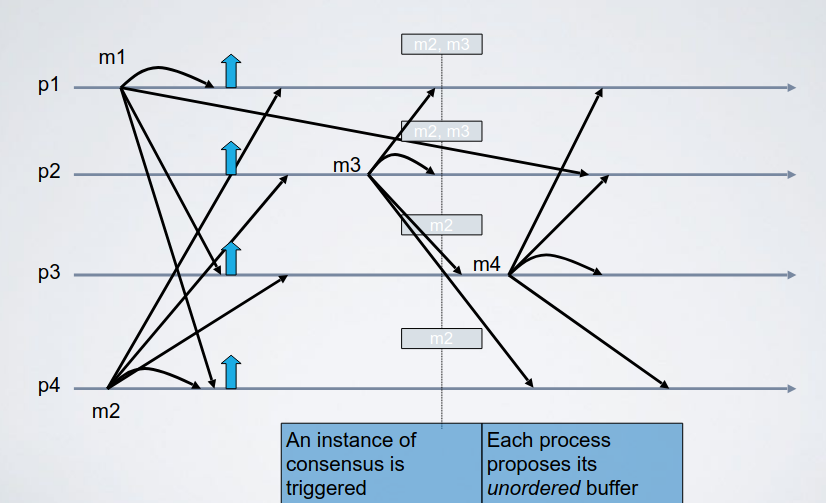 m1
m2, m3
p1
m2, m3
m3
p2
m2
m4
p3
m2
p4
m2
An instance of
consensus is
triggered
Each process
proposes its
unordered buffer